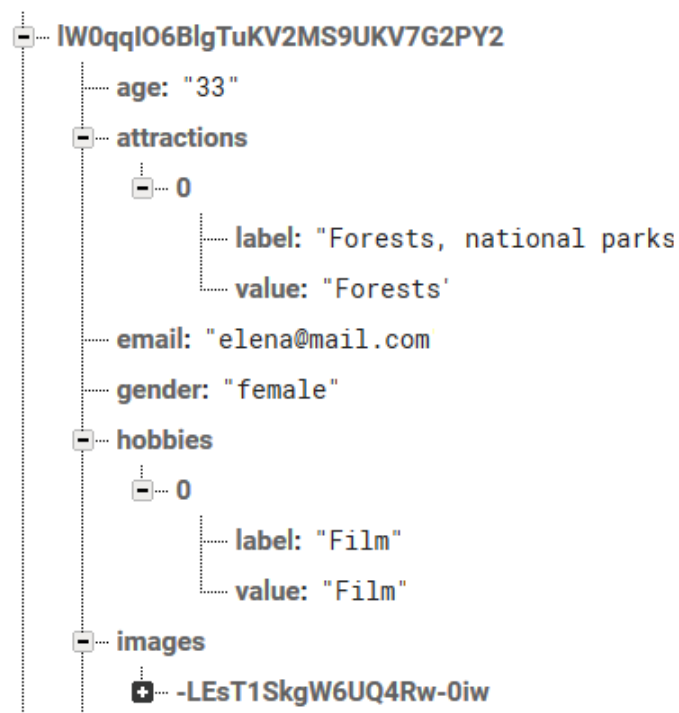 lW0qqIO6BlgTuKV2MS9UKV7G2PY2
age: "33"
attractions
0
label: "Forests, national parks
value: "Forests'
email: "elena@mail.com
gender: "female"
hobbies
0
label: "Film"
value: "Film"
images
-LEsT1SkgW6UQ4Rw-0iw